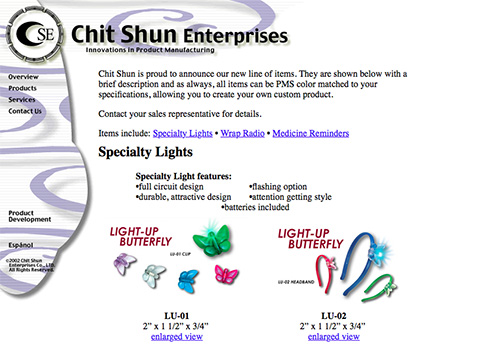 CSE
Chit Shun Enterprises
Innovations in Product Manufacturing
Overview
Products
Services
Contact Us
Chit Shun is proud to announce our new line of items. They are shown below with a
brief description and as always, all items can be PMS color matched to your
specifications, allowing you to create your own custom product.
Contact your sales representative for details.
Items include: Specialty Lights • Wrap Radio • Medicine Reminders
Specialty Lights
Specialty Light features:
•full circuit design •flashing option
•durable, attractive design •attention getting style
•batteries included
Product
Development
Español
©2002 Chit Shun
Enterprises Co., LTD.
All Rights Reserved.
LIGHT-UP
BUTTERFLY
LU-01 CLIP
LIGHT-UP
BUTTERFLY
LU-02 HEADBAND
LU-01
2” x 1 1/2” x 3/4”
enlarged view
LU-02
2” x 1 1/2” x 3/4”
enlarged view